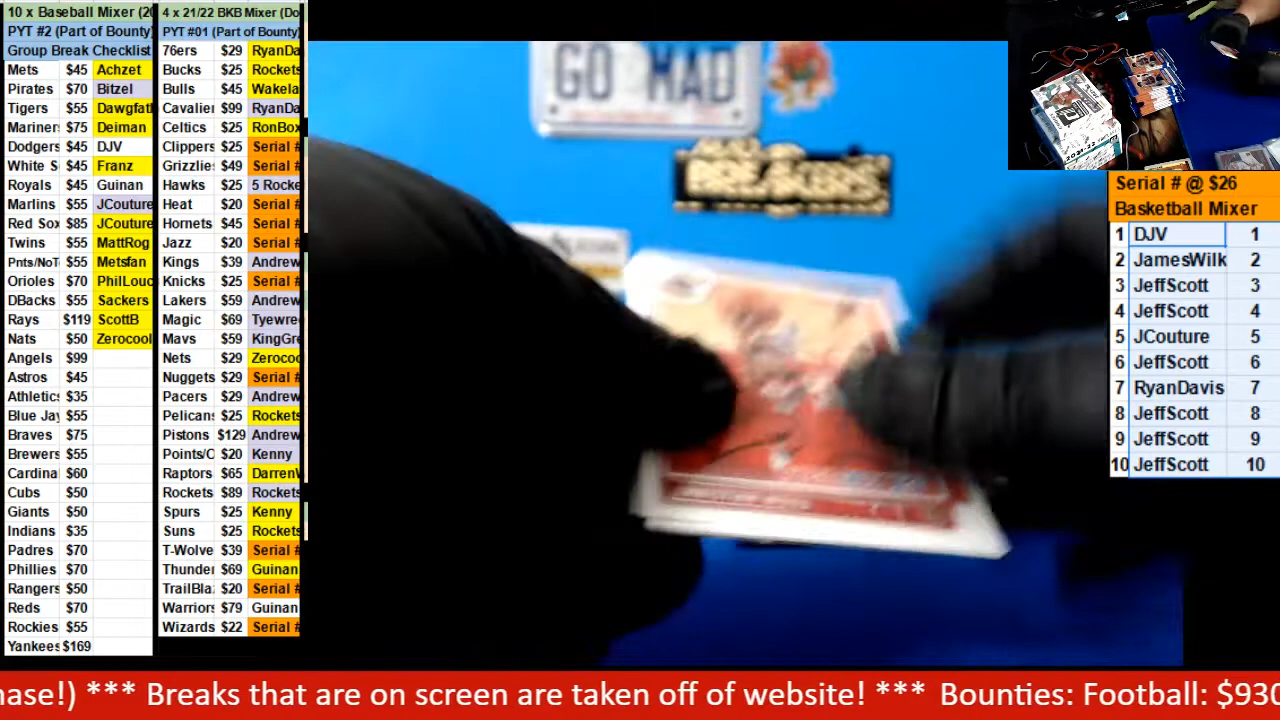 10 x Baseball Mixer (20
PYT #2 (Part of Bounty)
Group Break Checklist
Mets $45 Achzet
Pirates $70 Bitzel
Tigers $55 Dawgfath
Mariner $75 Deiman
Dodgers $45 DJV
White S $45 Franz
Royals $45 Guinan
Marlins $55 JCouture
Red Sox $85 JCouture
Twins $55 MattRog
Pnts/NoT $55 Metsfan
Orioles $70 PhilLouc
DBacks $55 Sackers
Rays $119 ScottB
Nats $50 Zerocool
Angels $99
Astros $45
Athletic $35
Blue Jay $55
Braves $75
Brewers $55
Cardina $60
Cubs $50
Giants $50
Indians $35
Padres $70
Phillies $70
Rangers $50
Reds $70
Rockies $55
Yankees $169
4 x 21/22 BKB Mixer (Do
PYT #01 (Part of Bounty)
76ers $29 RyanDa
Bucks $25 Rockets
Bulls $45 Wakela
Cavalier $99 RyanDa
Celtics $25 RonBox
Clippers $25 Serial #
Grizzlie $49 Serial #
Hawks $25 5 Rocke
Heat $20 Serial #
Hornets $45 Serial #
Jazz $20 Serial #
Kings $39 Andrew
Knicks $25 Serial #
Lakers $59 Andrew
Magic $69 Tyewre
Mavs $59 KingGre
Nets $29 Zerocoo
Nuggets $29 Serial #
Pacers $29 Andrew
Pelicans $25 Rockets
Pistons $129 Andrew
Points/C $20 Kenny
Raptors $65 DarrenW
Rockets $89 Rockets
Spurs $25 Kenny
Suns $25 Rockets
T-Wolve $39 Serial #
Thunder $69 Guinan
TrailBla $20 Serial #
Warriors $79 Guinan
Wizards $22 Serial #
GO MAD
BREAKERS
Serial # @ $26
Basketball Mixer
1 DJV 1
2 JamesWilk 2
3 JeffScott 3
4 JeffScott 4
5 JCouture 5
6 JeffScott 6
7 RyanDavis 7
8 JeffScott 8
9 JeffScott 9
10 JeffScott 10
hase!) *** Breaks that are on screen are taken off of website! *** Bounties: Football: $930